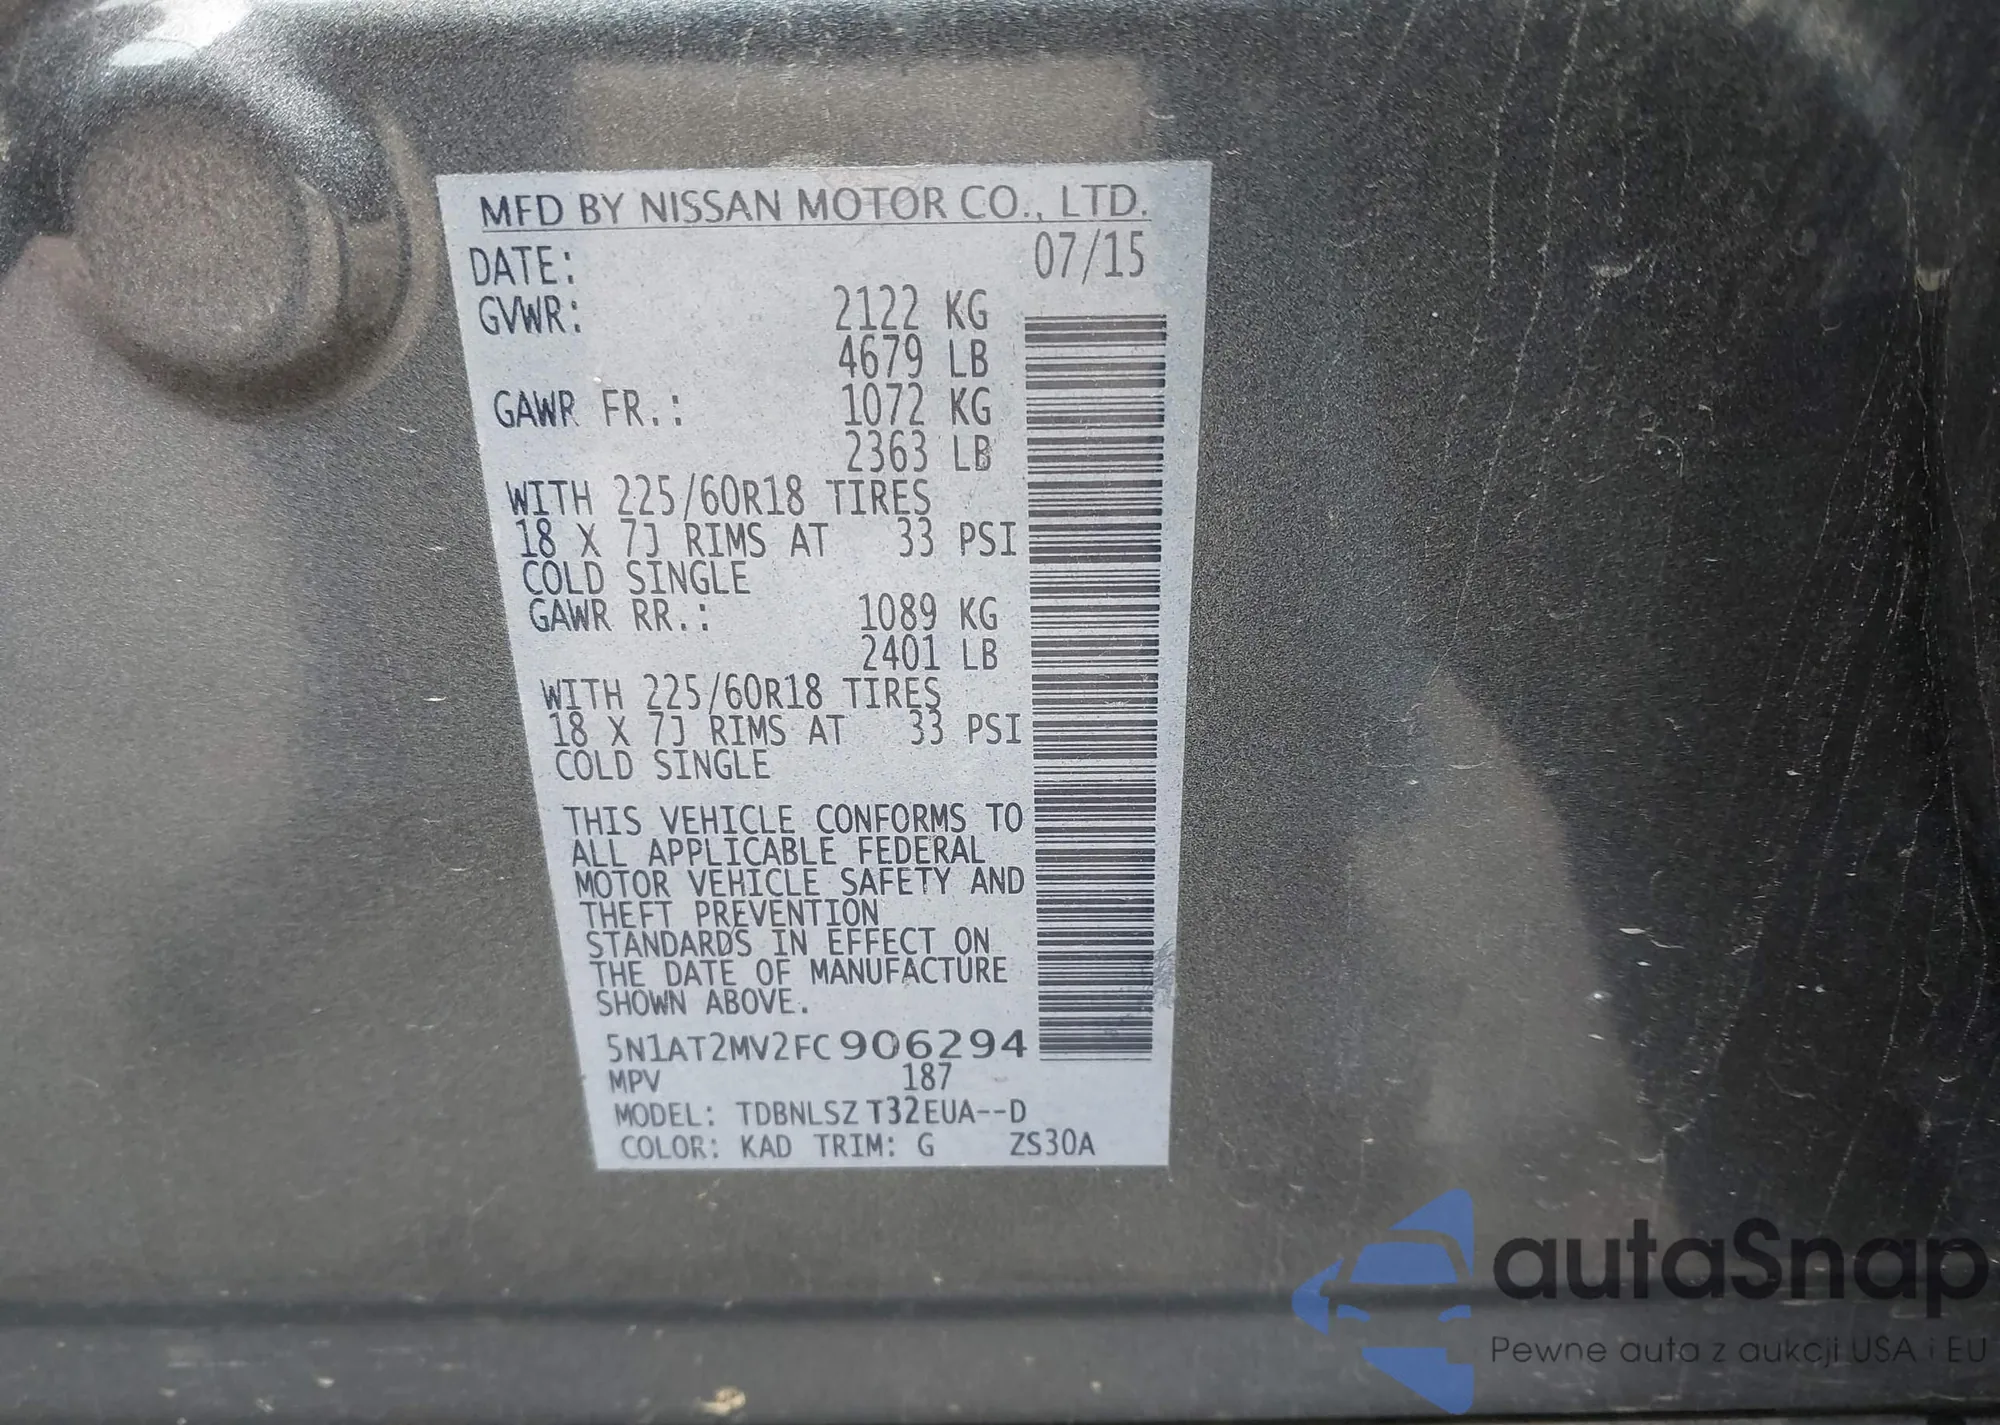 MFD BY NISSAN MOTOR CO., LTD.
DATE: 07/15
GVWR: 2122 KG
4679 LB
GAWR FR.: 1072 KG
2363 LB
WITH 225/60R18 TIRES
18 X 7J RIMS AT 33 PSI
COLD SINGLE
GAWR RR.: 1089 KG
2401 LB
WITH 225/60R18 TIRES
18 X 7J RIMS AT 33 PSI
COLD SINGLE
THIS VEHICLE CONFORMS TO
ALL APPLICABLE FEDERAL
MOTOR VEHICLE SAFETY AND
THEFT PREVENTION
STANDARDS IN EFFECT ON
THE DATE OF MANUFACTURE
SHOWN ABOVE.
5N1AT2MV2FC906294
MPV 187
MODEL: TDBNLSZ T32EUA--D
COLOR: KAD TRIM: G ZS30A
autaSnap
Pewne auta z aukcji USA i EU